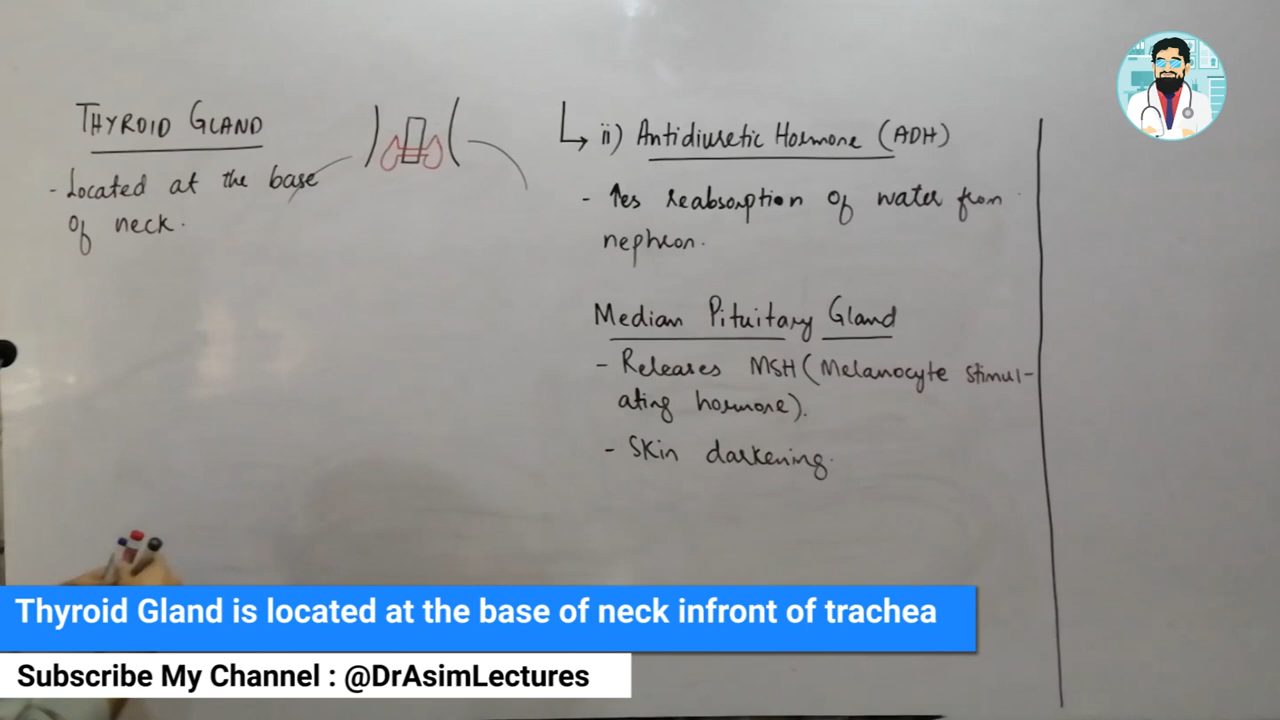 THYROID GLAND
- Located at the base
of neck.
ii) Antidiuretic Hormone (ADH)
- ↑es reabsorption of water from
nephron.
Median Pituitary Gland
- Releases MSH (Melanocyte stimul-
ating hormone).
- Skin darkening.
Thyroid Gland is located at the base of neck infront of trachea
Subscribe My Channel : @DrAsimLectures